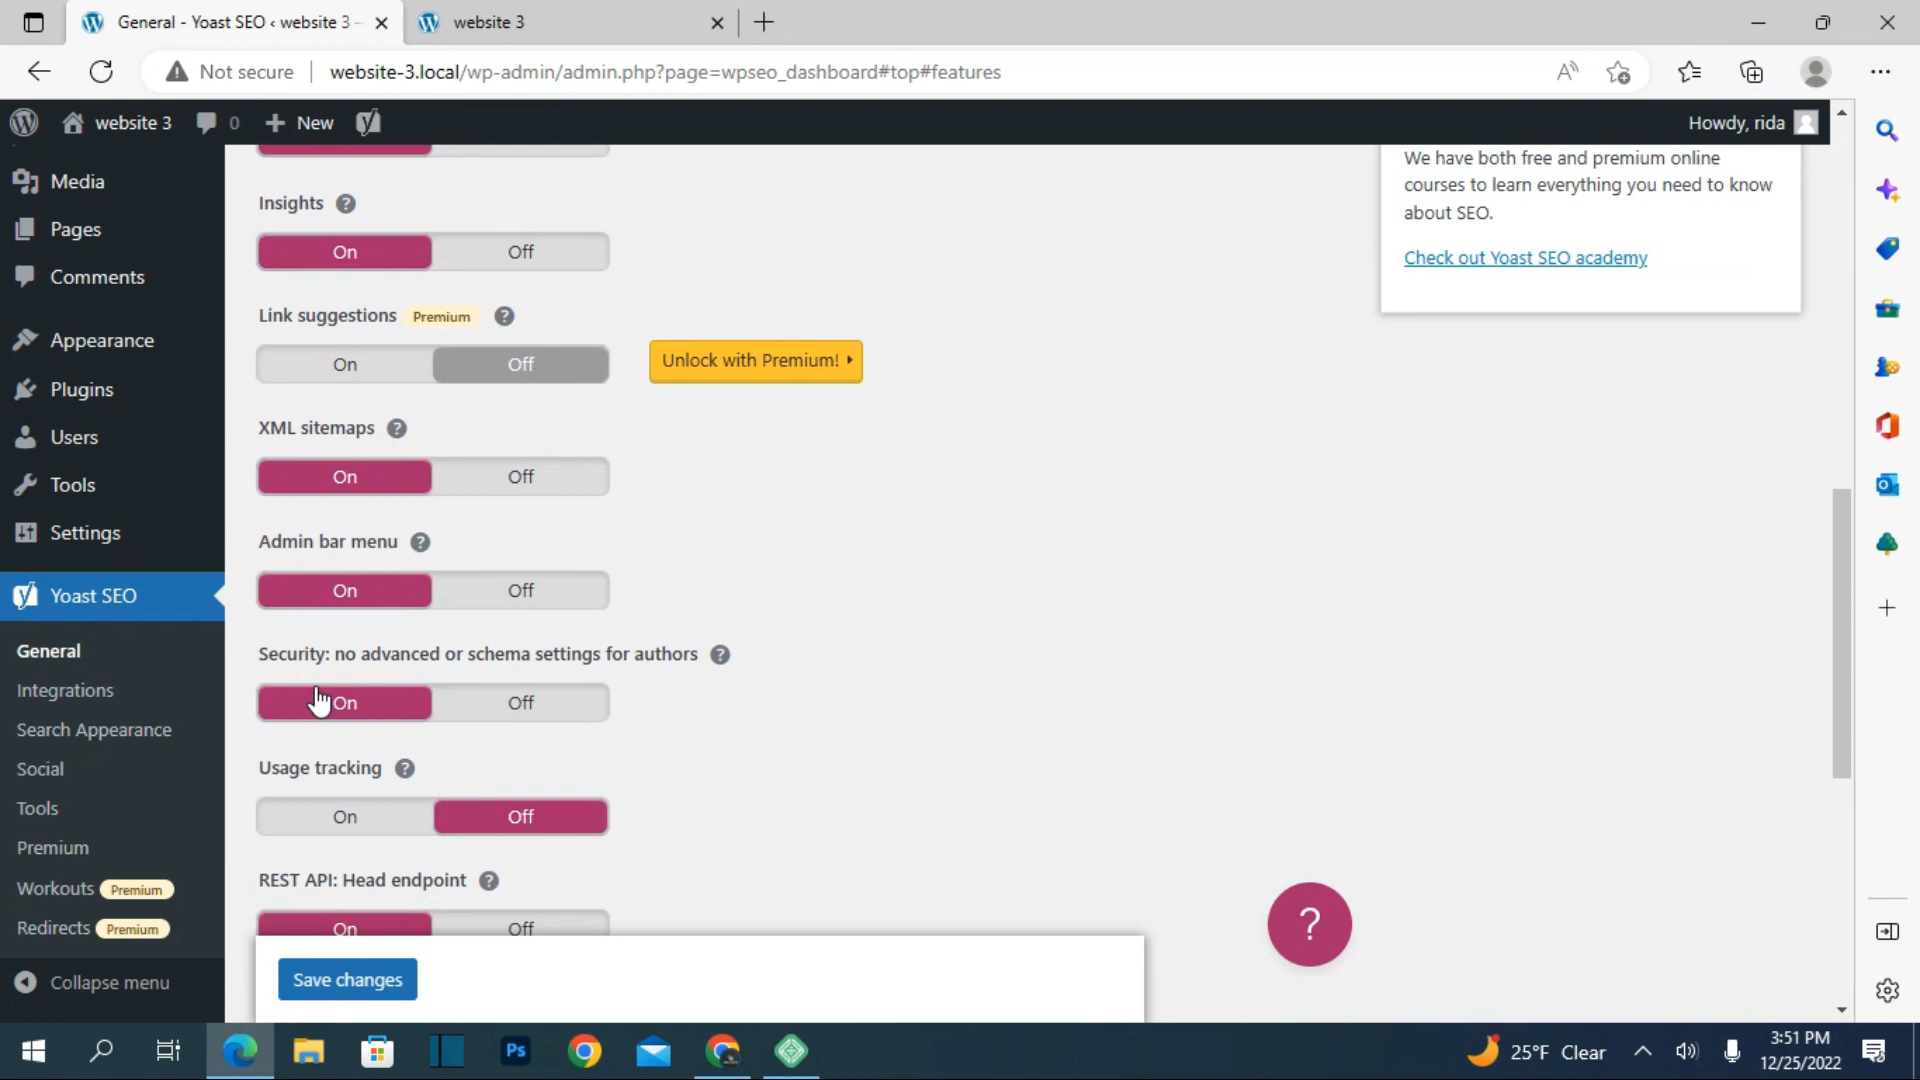 General - Yoast SEO ‹ website 3 –
website 3
Not secure
website-3.local/wp-admin/admin.php?page=wpseo_dashboard#top#features
website 3
0
New
Howdy, rida
Media
Pages
Comments
Appearance
Plugins
Users
Tools
Settings
Yoast SEO
General
Integrations
Search Appearance
Social
Tools
Premium
Workouts Premium
Redirects Premium
Collapse menu
Insights ?
On Off
Link suggestions Premium ?
On Off
Unlock with Premium!
XML sitemaps ?
On Off
Admin bar menu ?
On Off
Security: no advanced or schema settings for authors ?
On Off
Usage tracking ?
On Off
REST API: Head endpoint ?
On Off
Save changes
We have both free and premium online
courses to learn everything you need to know
about SEO.
Check out Yoast SEO academy
?
Ps
25°F Clear
3:51 PM
12/25/2022